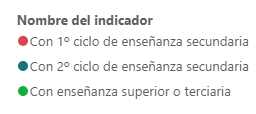 Nombre del indicador
Con 1º ciclo de enseñanza secundaria
Con 2º ciclo de enseñanza secundaria
Con enseñanza superior o terciaria